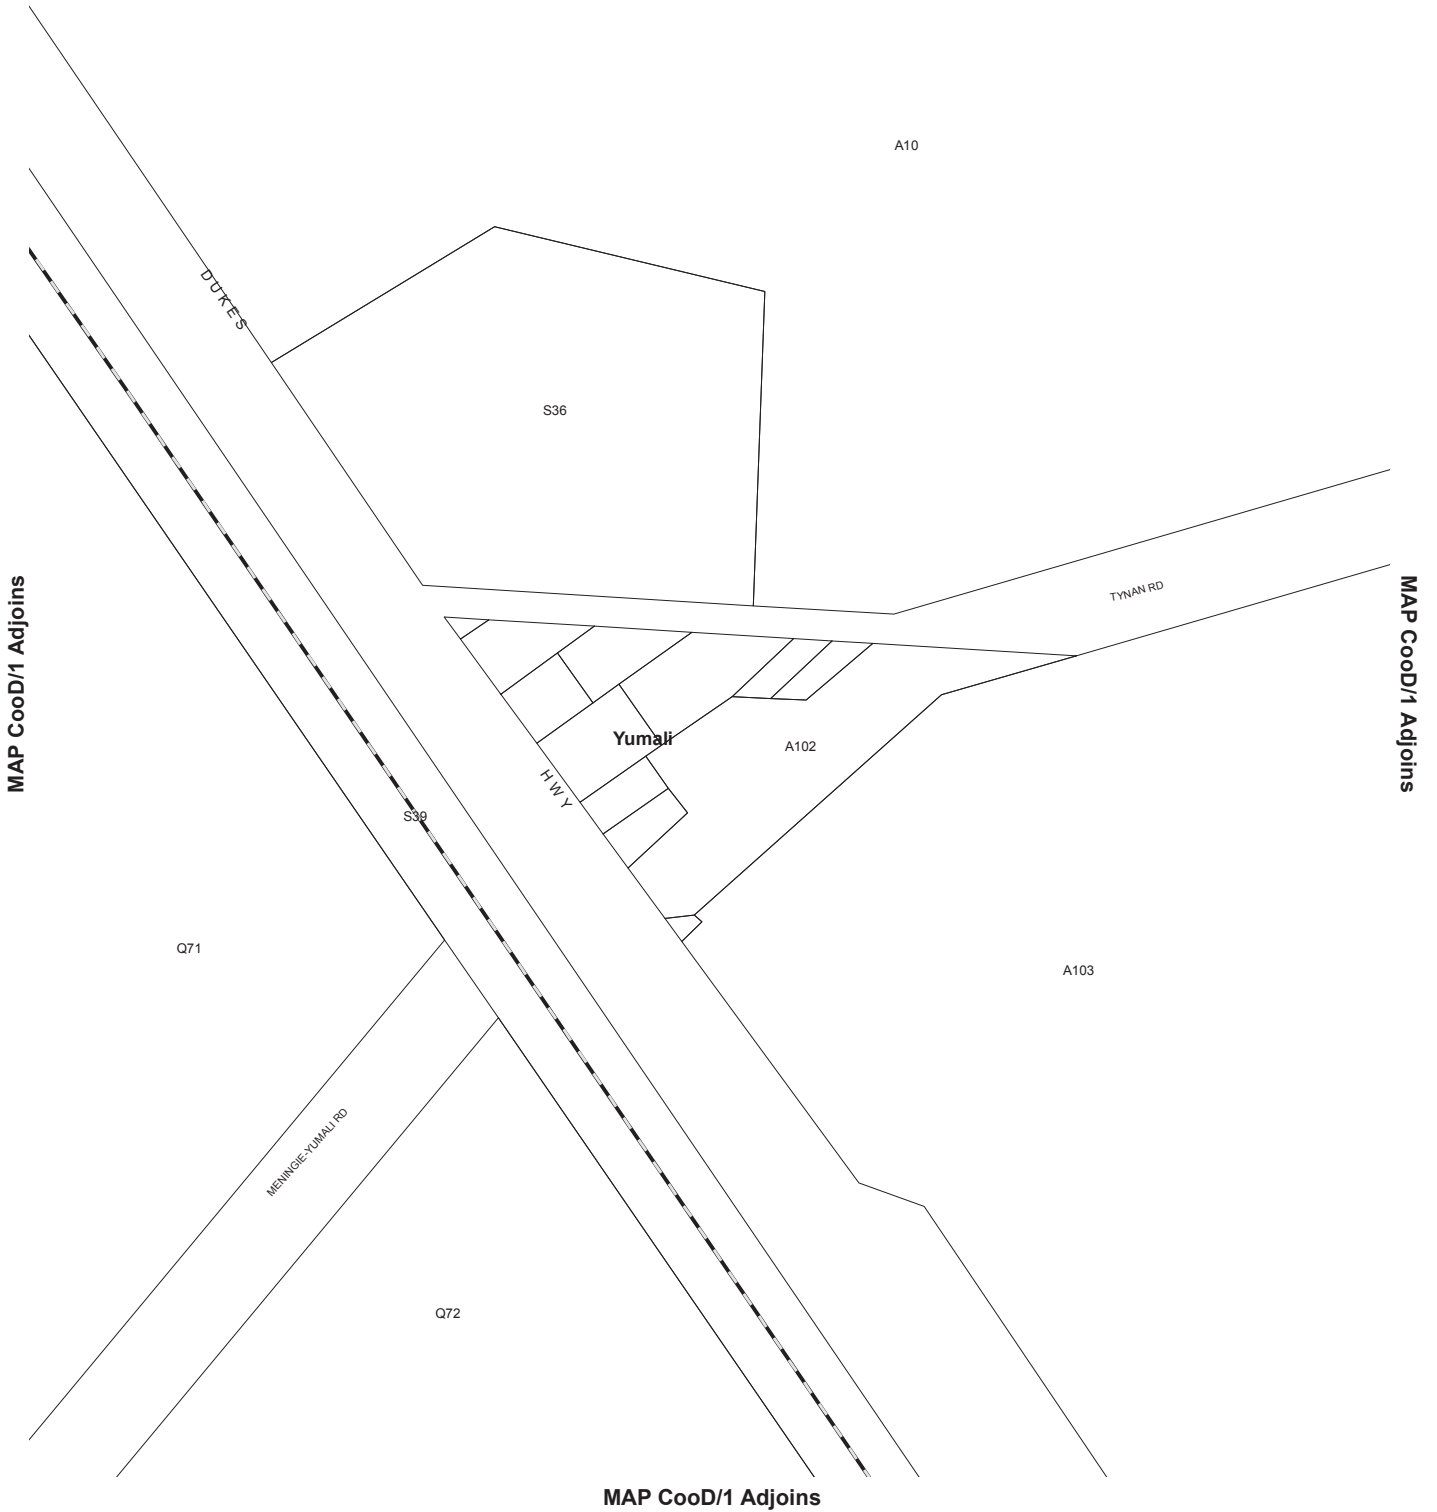 A10
DUKES
S36
TYNAN RD
MAP CooD/1 Adjoins
MAP CooD/1 Adjoins
Yumali
A102
HWY
S39
Q71
A103
MENINGIE-YUMALI RD
Q72
MAP CooD/1 Adjoins